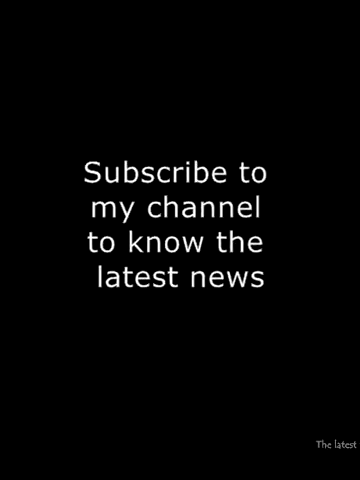 Subscribe to
my channel
to know the
latest news
The latest